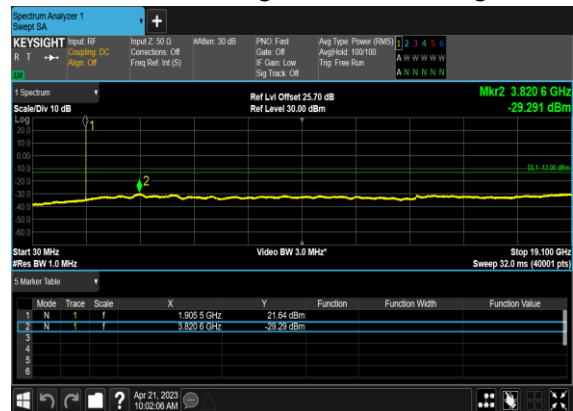 Spectrum Analyzer 1
Swept SA
KEYSIGHT Input: RF Input Z: 50 Ω #Atten: 30 dB PNO: Fast Avg Type: Power (RMS) 1 2 3 4 5 6
R T Coupling: DC Corrections: Off Gate: Off Avg|Hold: 100/100 A W W W W W
Align: Off Freq Ref: Int (S) IF Gain: Low Trig: Free Run
Sig Track: Off A N N N N N
1 Spectrum Ref Lvl Offset 25.70 dB Mkr2 3.820 6 GHz
Scale/Div 10 dB Ref Level 30.00 dBm -29.291 dBm
Log
1
20.0
10.0
0.00
-10.0 DL1 -13.00 dBm
-20.0 2
-30.0
-40.0
-50.0
-60.0
Start 30 MHz Video BW 3.0 MHz* Stop 19.100 GHz
#Res BW 1.0 MHz Sweep 32.0 ms (40001 pts)
5 Marker Table
Mode Trace Scale X Y Function Function Width Function Value
1 N 1 f 1.905 5 GHz 21.64 dBm
2 N 1 f 3.820 6 GHz -29.29 dBm
3
4
5
6
? Apr 21, 2023
10:02:06 AM